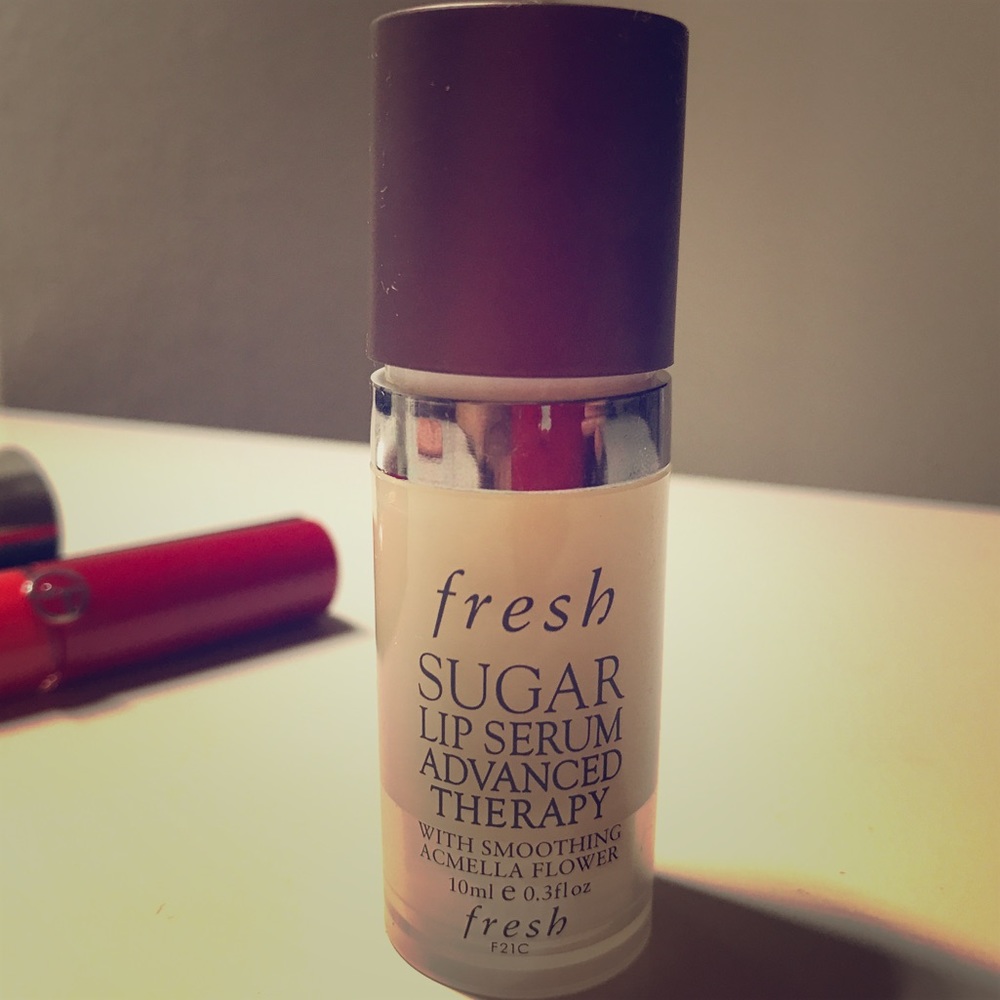 fresh
SUGAR
LIP SERUM
ADVANCED
THERAPY
WITH SMOOTHING
ACMELLA FLOWER
10ml e 0.3fl oz
fresh
F21C